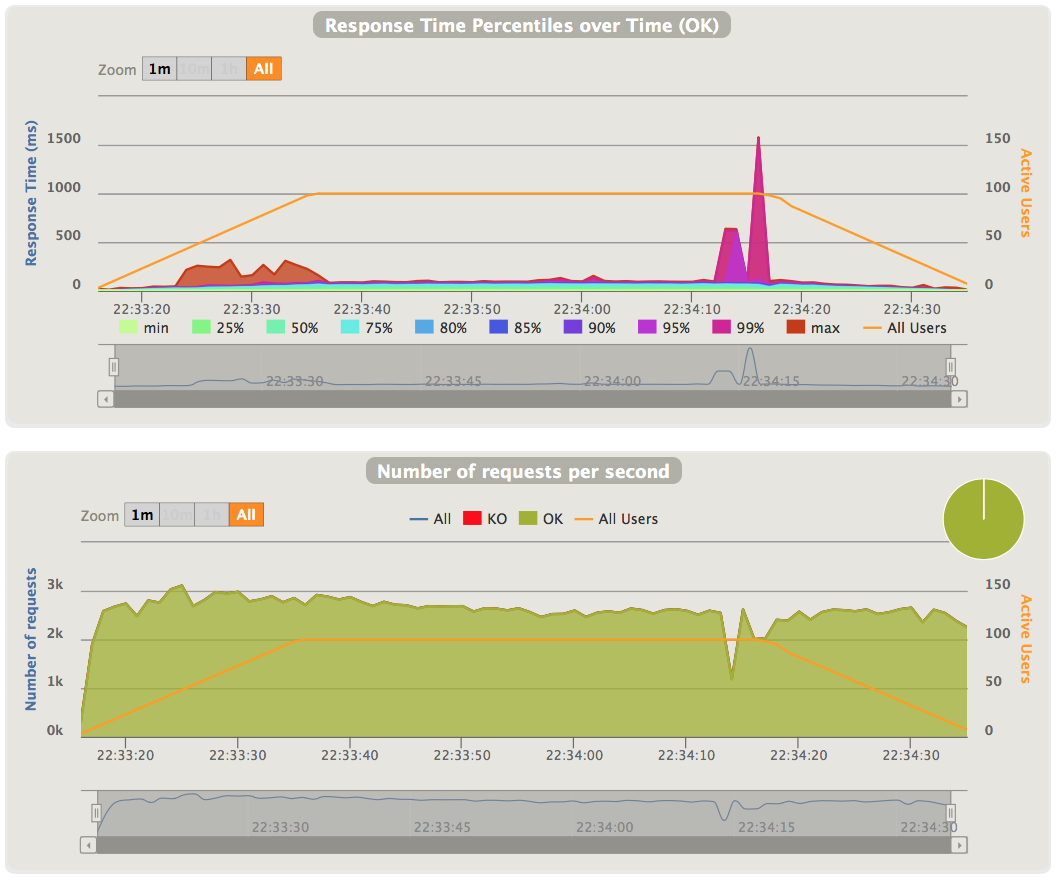 Response Time Percentiles over Time (OK)
Zoom 1m 10m 1h All
Response Time (ms)
1500
1000
500
0
150
100
50
0
Active Users
22:33:20 22:33:30 22:33:40 22:33:50 22:34:00 22:34:10 22:34:20 22:34:30
min 25% 50% 75% 80% 85% 90% 95% 99% max All Users
22:33:30 22:33:45 22:34:00 22:34:15 22:34:30
Number of requests per second
Zoom 1m 10m 1h All
All KO OK All Users
Number of requests
3k
2k
1k
0k
150
100
50
0
Active Users
22:33:20 22:33:30 22:33:40 22:33:50 22:34:00 22:34:10 22:34:20 22:34:30
22:33:30 22:33:45 22:34:00 22:34:15 22:34:30